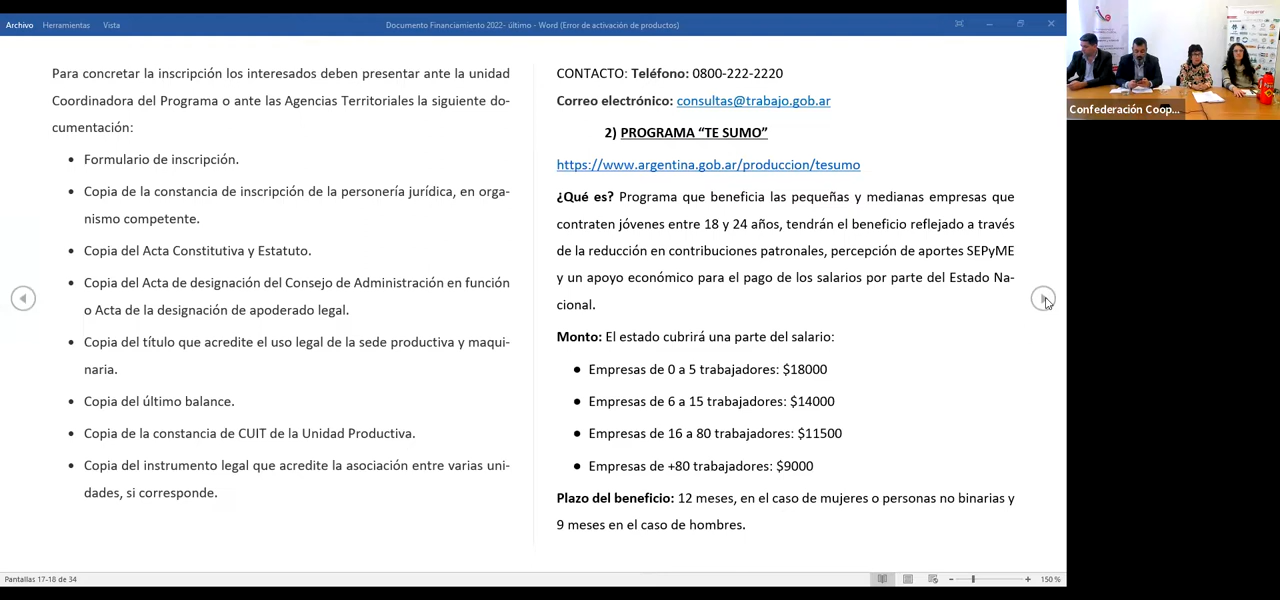 Archivo Herramientas Vista
Documento Financiamiento 2022- último - Word (Error de activación de productos)
Para concretar la inscripción los interesados deben presentar ante la unidad
Coordinadora del Programa o ante las Agencias Territoriales la siguiente do-
cumentación:
• Formulario de inscripción.
• Copia de la constancia de inscripción de la personería jurídica, en orga-
nismo competente.
• Copia del Acta Constitutiva y Estatuto.
• Copia del Acta de designación del Consejo de Administración en función
o Acta de la designación de apoderado legal.
• Copia del título que acredite el uso legal de la sede productiva y maqui-
naria.
• Copia del último balance.
• Copia de la constancia de CUIT de la Unidad Productiva.
• Copia del instrumento legal que acredite la asociación entre varias uni-
dades, si corresponde.
CONTACTO: Teléfono: 0800-222-2220
Correo electrónico: consultas@trabajo.gob.ar
2) PROGRAMA “TE SUMO”
https://www.argentina.gob.ar/produccion/tesumo
¿Qué es? Programa que beneficia las pequeñas y medianas empresas que
contraten jóvenes entre 18 y 24 años, tendrán el beneficio reflejado a través
de la reducción en contribuciones patronales, percepción de aportes SEPyME
y un apoyo económico para el pago de los salarios por parte del Estado Na-
cional.
Monto: El estado cubrirá una parte del salario:
• Empresas de 0 a 5 trabajadores: $18000
• Empresas de 6 a 15 trabajadores: $14000
• Empresas de 16 a 80 trabajadores: $11500
• Empresas de +80 trabajadores: $9000
Plazo del beneficio: 12 meses, en el caso de mujeres o personas no binarias y
9 meses en el caso de hombres.
Pantallas 17-18 de 34
150 %
Confederación Coop...